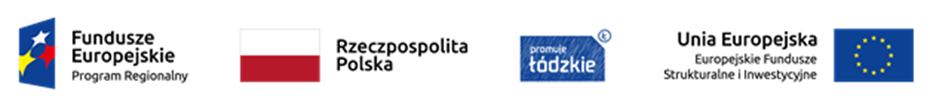 Fundusze
Europejskie
Program Regionalny
Rzeczpospolita
Polska
promuje
łódzkie
Unia Europejska
Europejskie Fundusze
Strukturalne i Inwestycyjne